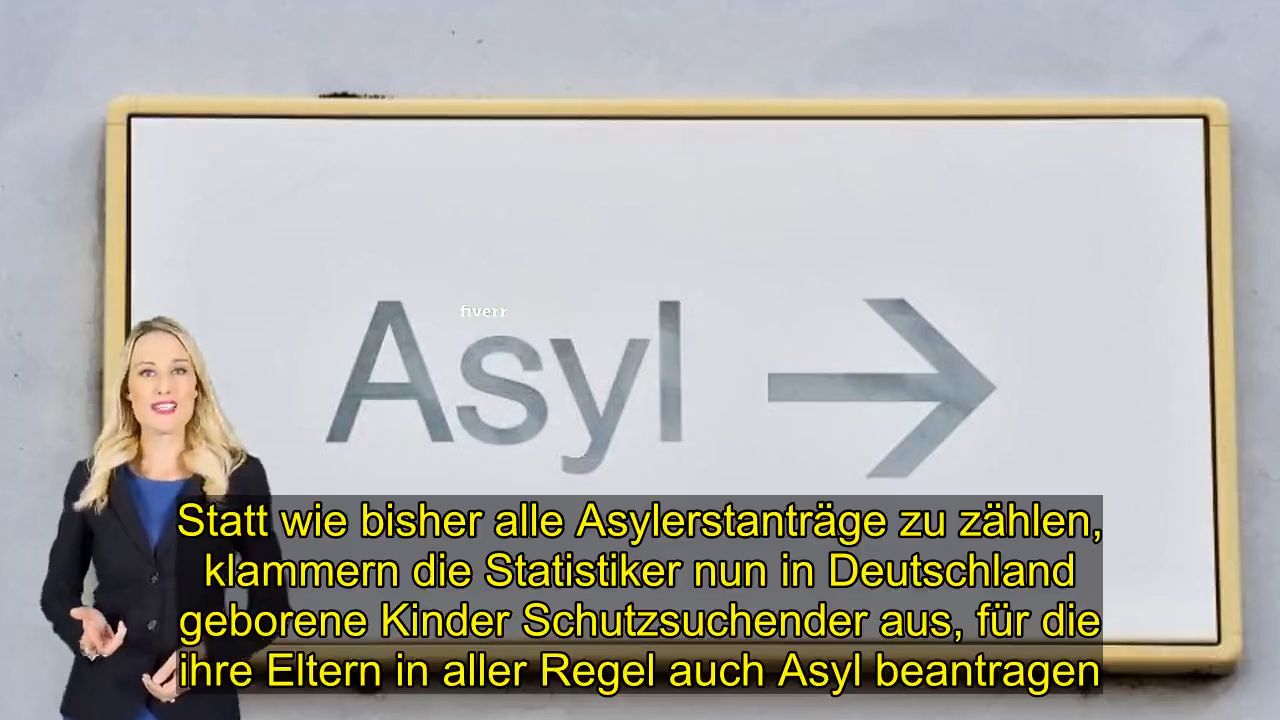 Asyl
fiverr
Statt wie bisher alle Asylerstanträge zu zählen,
klammern die Statistiker nun in Deutschland
geborene Kinder Schutzsuchender aus, für die
ihre Eltern in aller Regel auch Asyl beantragen